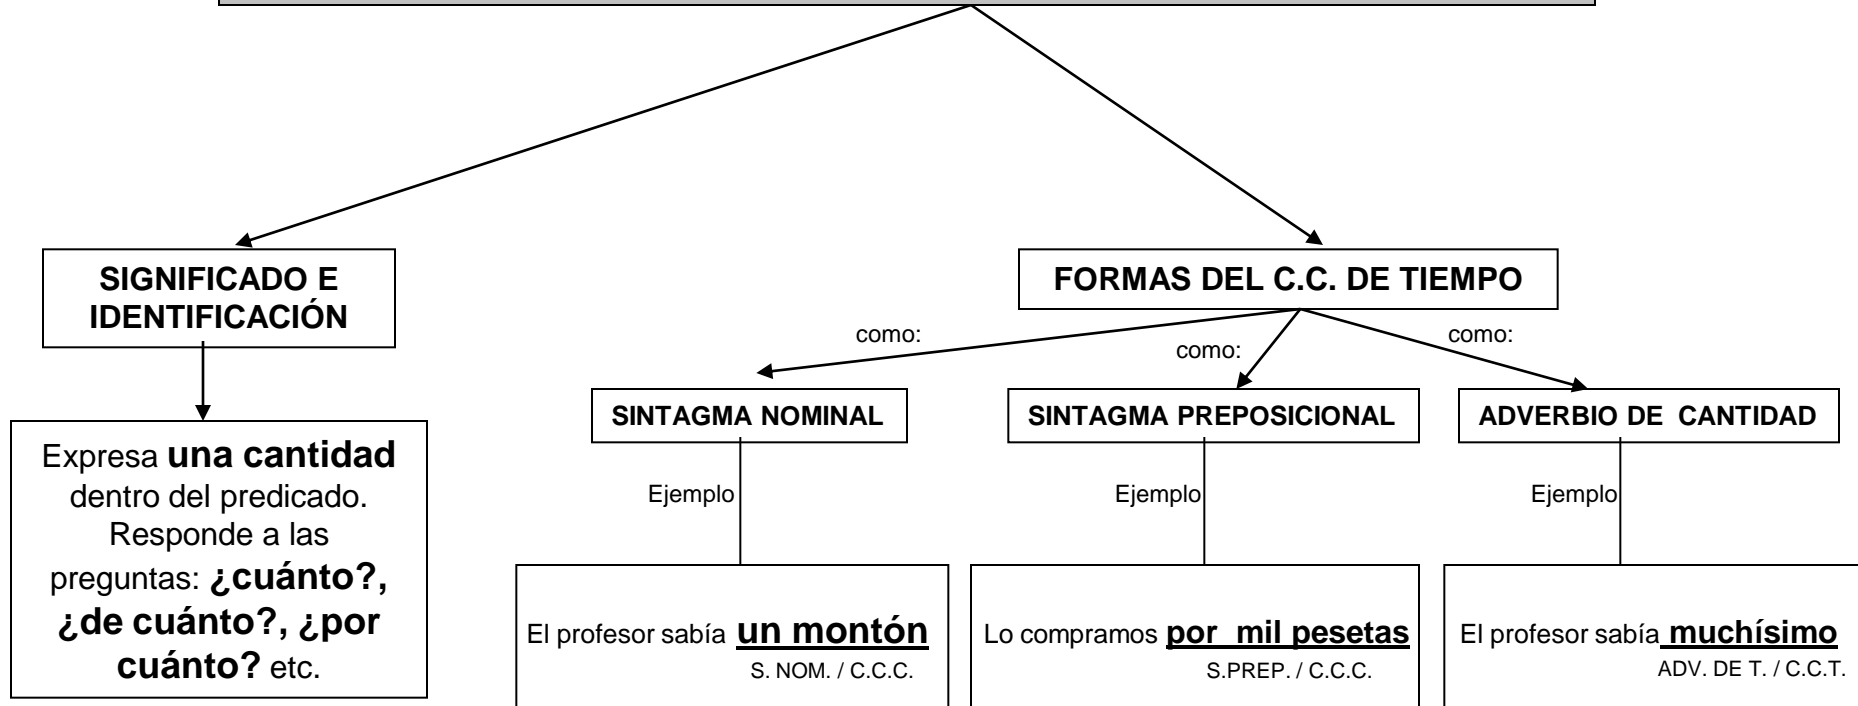 SIGNIFICADO E
IDENTIFICACIÓN
Expresa una cantidad
dentro del predicado.
Responde a las
preguntas: ¿cuánto?,
¿de cuánto?, ¿por
cuánto? etc.
FORMAS DEL C.C. DE TIEMPO
como:
como:
como:
SINTAGMA NOMINAL
SINTAGMA PREPOSICIONAL
ADVERBIO DE CANTIDAD
Ejemplo
Ejemplo
Ejemplo
El profesor sabía un montón
S. NOM. / C.C.C.
Lo compramos por mil pesetas
S.PREP. / C.C.C.
El profesor sabía muchísimo
ADV. DE T. / C.C.T.